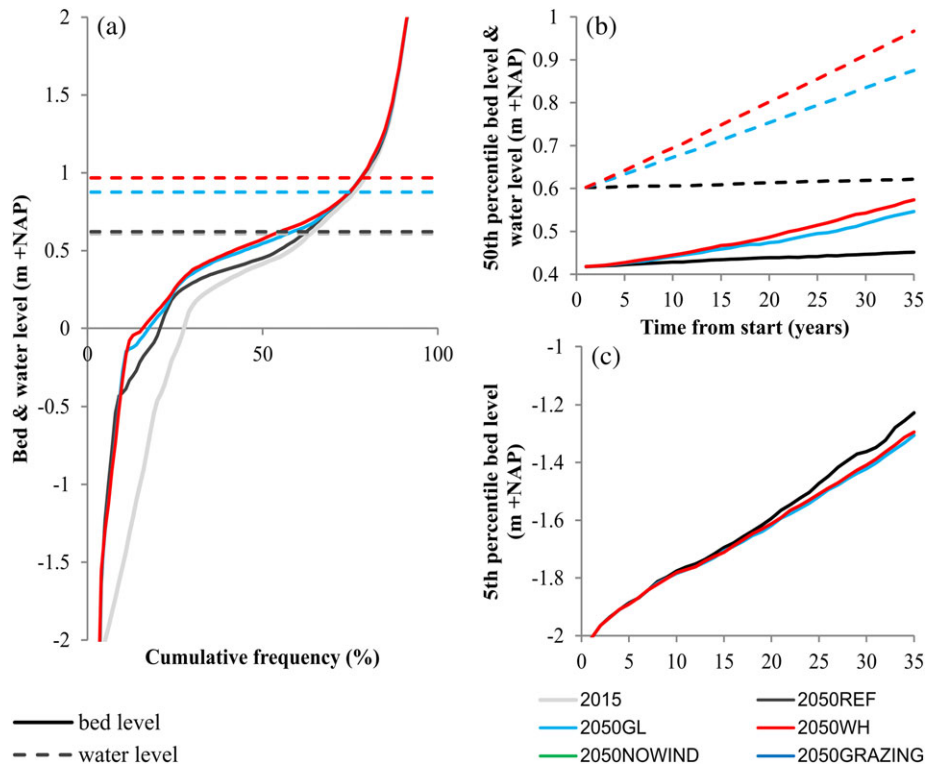 (a)
Bed & water level (m +NAP)
2
1.5
1
0.5
0
-0.5
-1
-1.5
-2
0
50
100
Cumulative frequency (%)
bed level
water level
(b)
50th percentile bed level &
water level (m +NAP)
1
0.9
0.8
0.7
0.6
0.5
0.4
0
5
10
15
20
25
30
35
Time from start (years)
(c)
5th percentile bed level
(m +NAP)
-1
-1.2
-1.4
-1.6
-1.8
-2
0
5
10
15
20
25
30
35
2015
2050REF
2050GL
2050WH
2050NOWIND
2050GRAZING